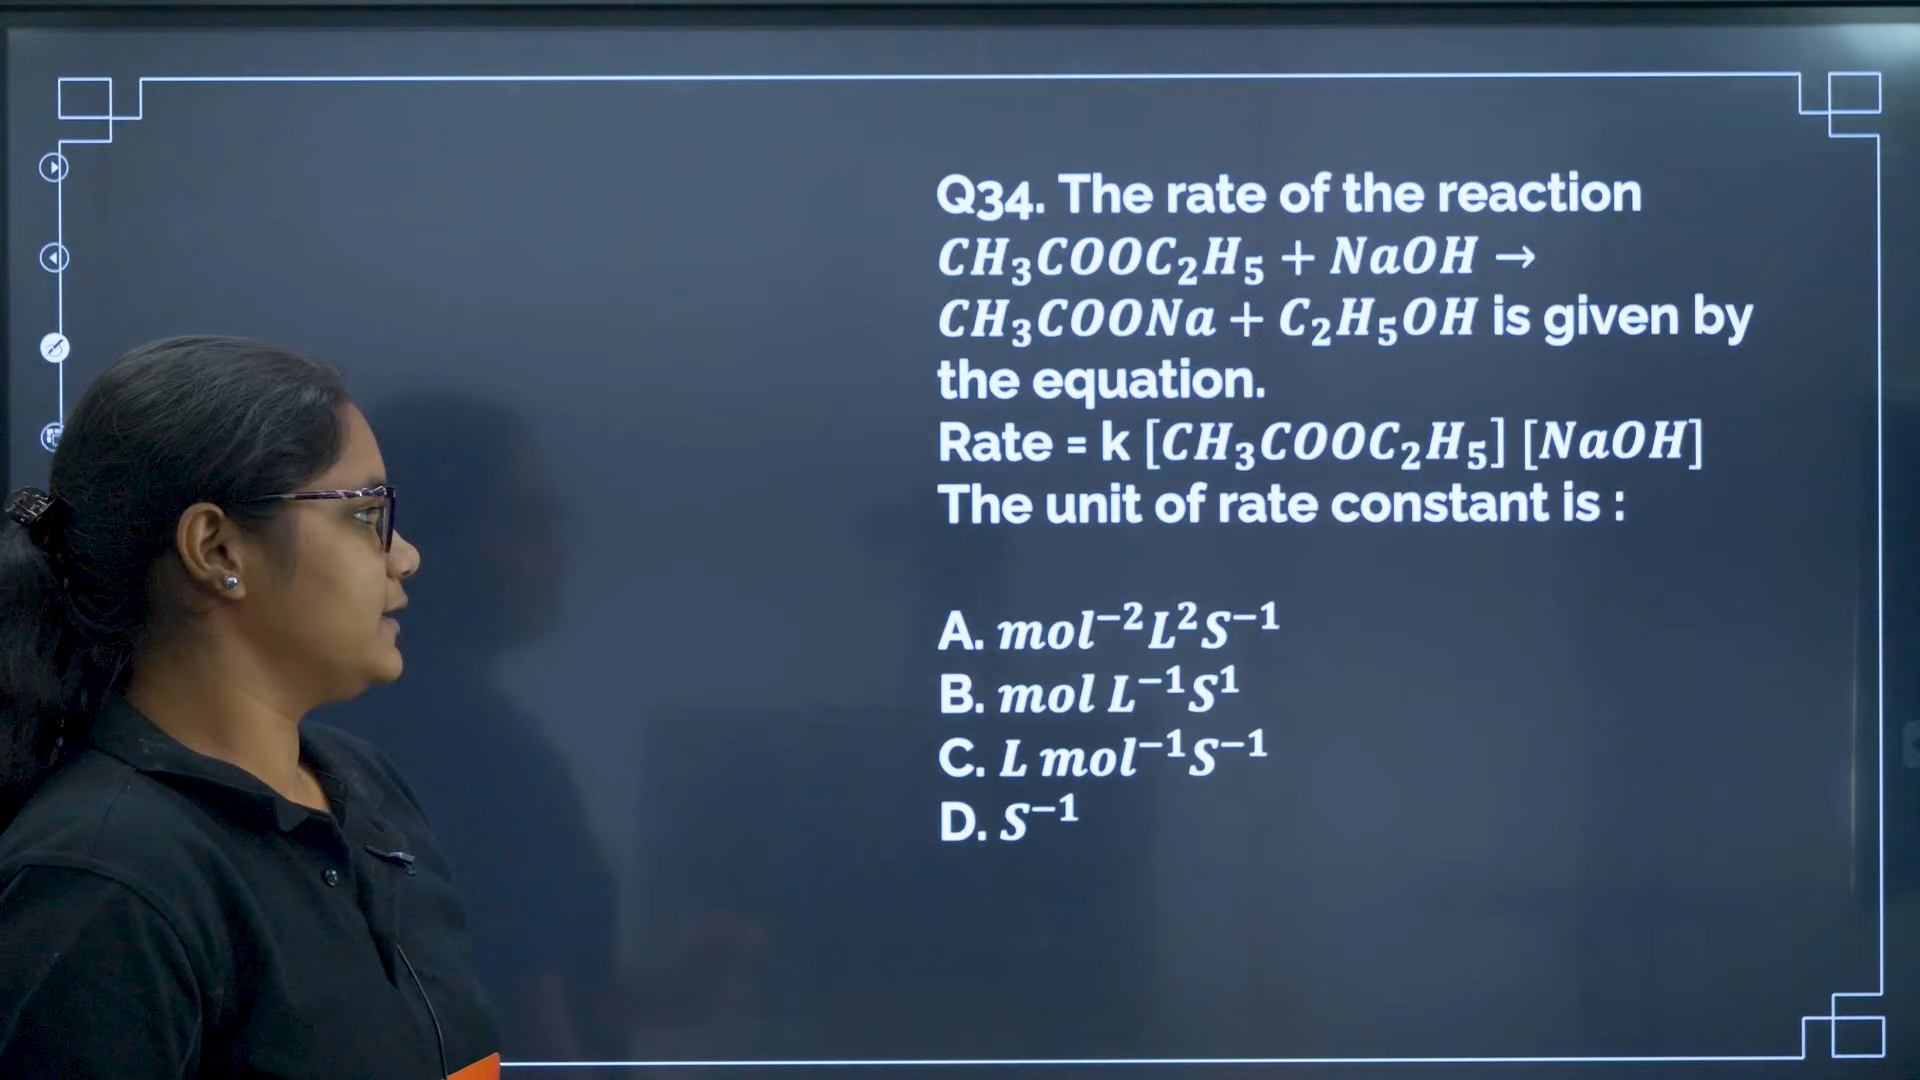 Q34. The rate of the reaction
CH₃COOC₂H₅ + NaOH →
CH₃COONa + C₂H₅OH is given by
the equation.
Rate = k [CH₃COOC₂H₅] [NaOH]
The unit of rate constant is :
A. mol⁻²L²S⁻¹
B. mol L⁻¹S¹
C. L mol⁻¹S⁻¹
D. S⁻¹